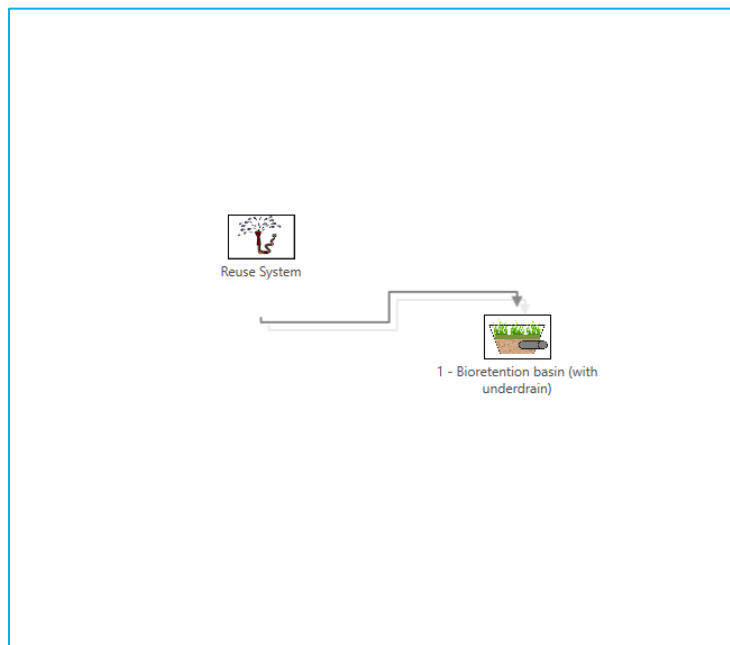 Reuse System
1 - Bioretention basin (with
underdrain)